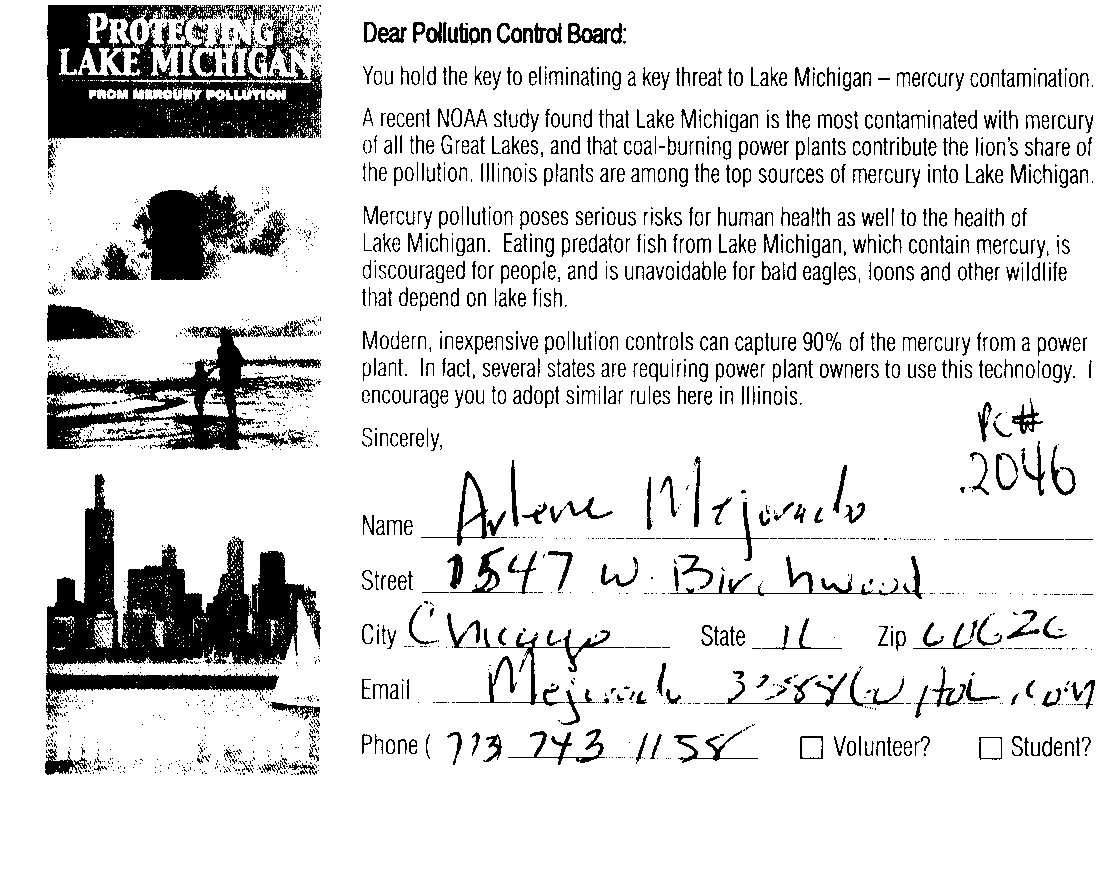 PROTECTING
LAKE MICHIGAN
FROM MERCURY POLLUTION
Dear Pollution Control Board:
You hold the key to eliminating a key threat to Lake Michigan – mercury contamination.
A recent NOAA study found that Lake Michigan is the most contaminated with mercury
of all the Great Lakes, and that coal-burning power plants contribute the lion's share of
the pollution. Illinois plants are among the top sources of mercury into Lake Michigan.
Mercury pollution poses serious risks for human health as well to the health of
Lake Michigan. Eating predator fish from Lake Michigan, which contain mercury, is
discouraged for people, and is unavoidable for bald eagles, loons and other wildlife
that depend on lake fish.
Modern, inexpensive pollution controls can capture 90% of the mercury from a power
plant. In fact, several states are requiring power plant owners to use this technology. I
encourage you to adopt similar rules here in Illinois.
Sincerely,
PC#
2046
Name Arlene Mejorado
Street 1547 W. Birchwood
City Chicago State IL Zip 60626
Email
Phone ( 773 743 1158 Volunteer? Student?